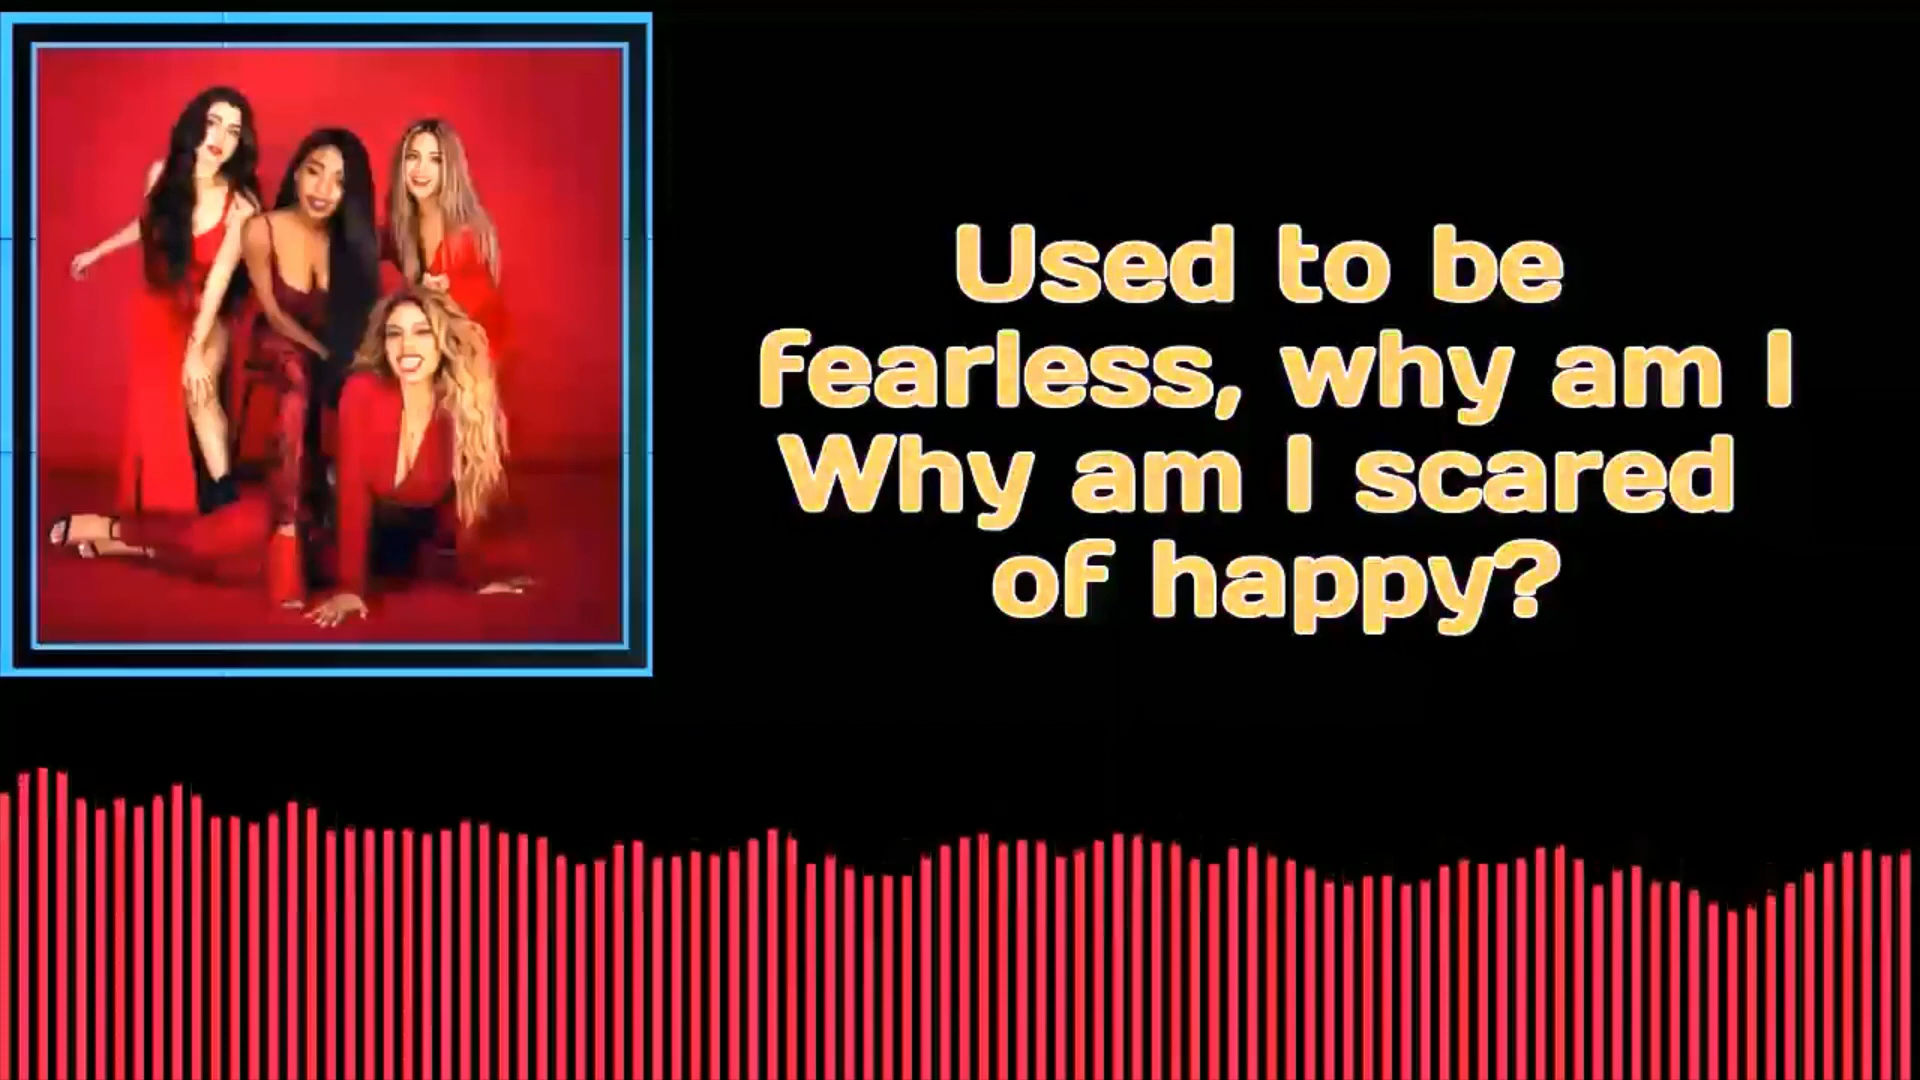 Used to be
fearless, why am I
Why am I scared
of happy?